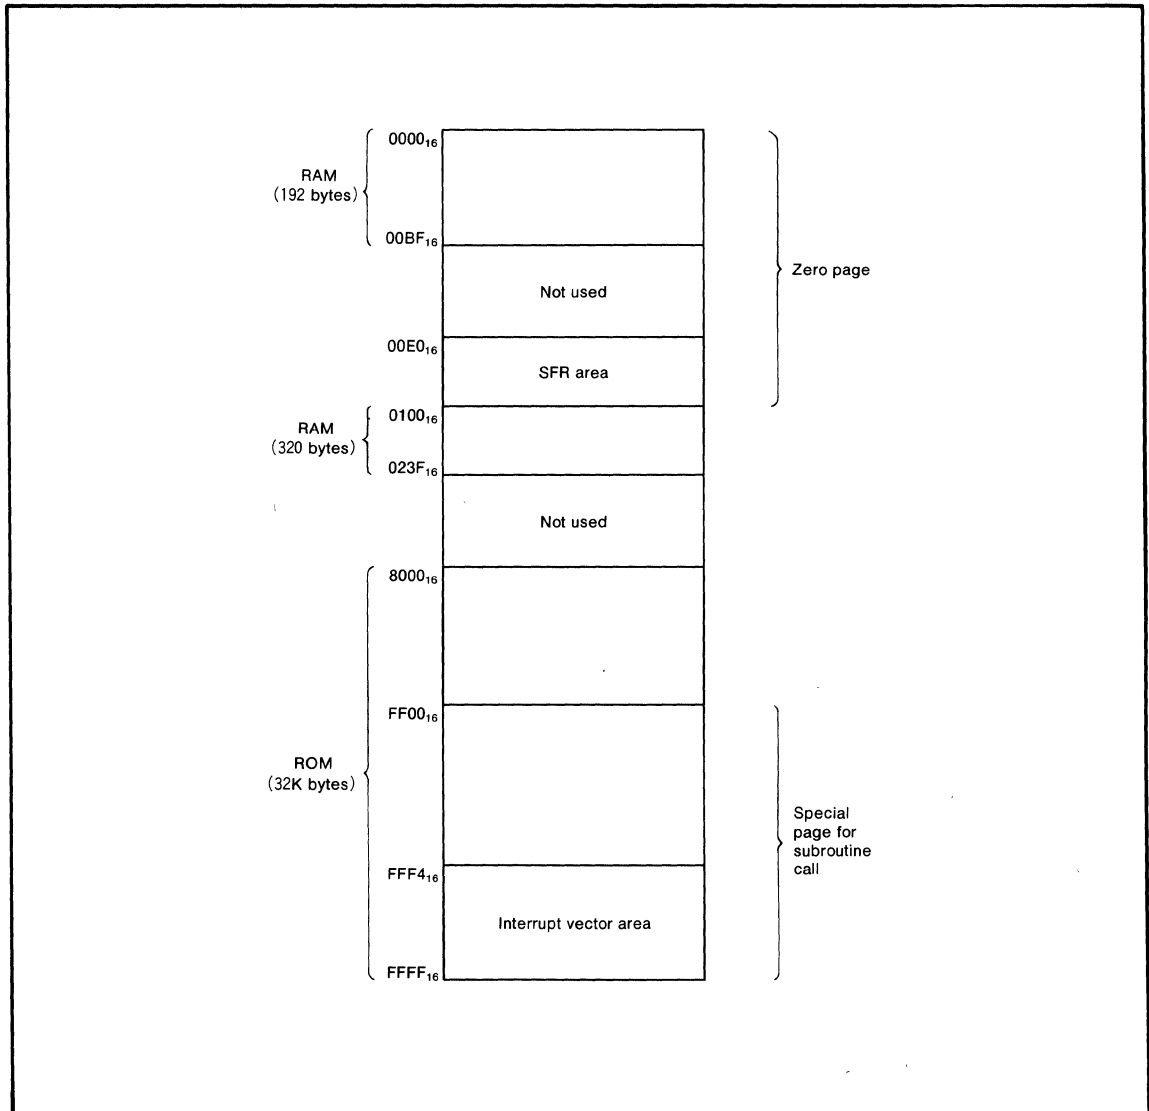 0000₁₆
RAM
(192 bytes)
00BF₁₆
Zero page
Not used
00E0₁₆
SFR area
0100₁₆
RAM
(320 bytes)
023F₁₆
Not used
8000₁₆
FF00₁₆
ROM
(32K bytes)
Special
page for
subroutine
call
FFF4₁₆
Interrupt vector area
FFFF₁₆